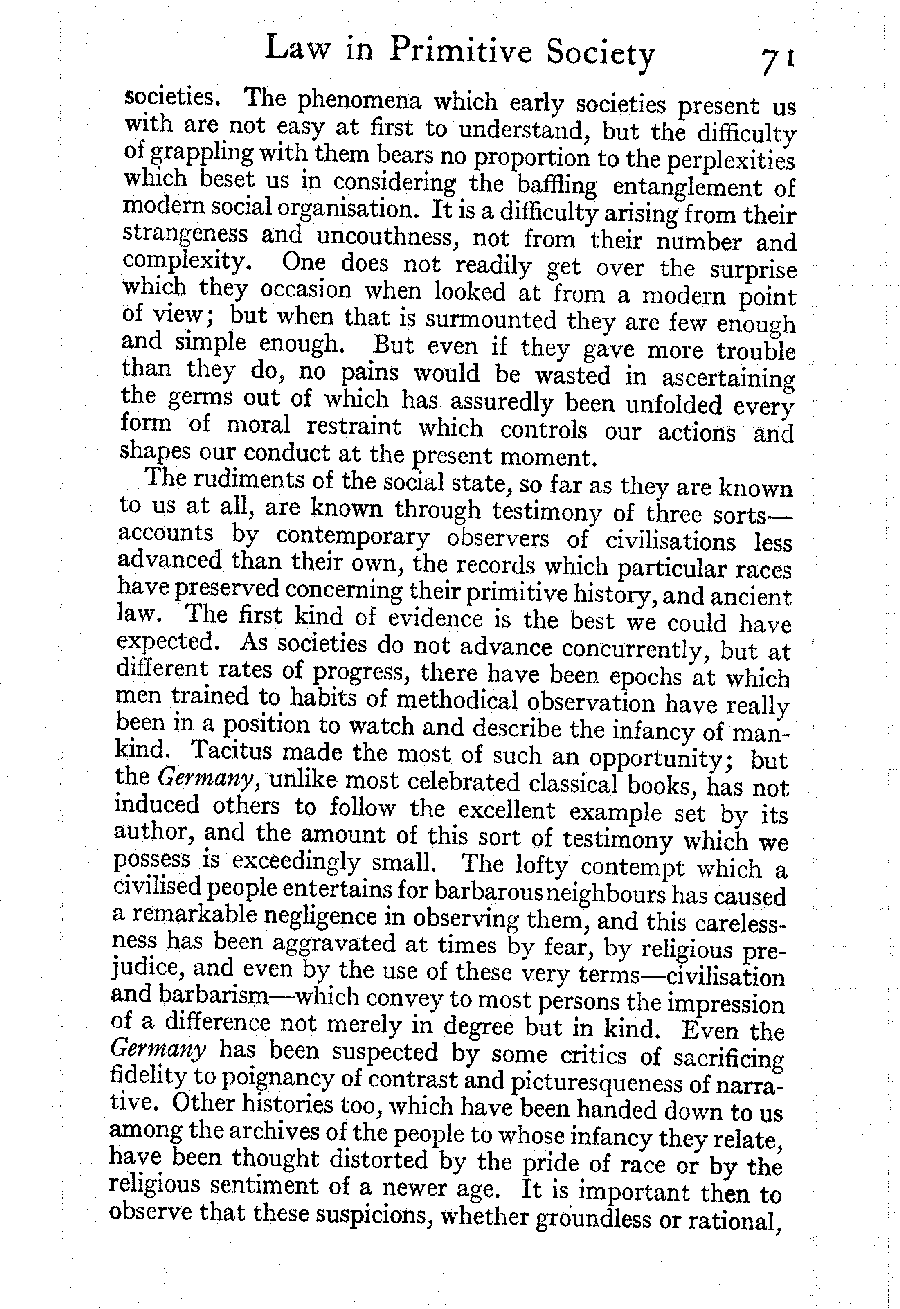 Law in Primitive Society 71
societies. The phenomena which early societies present us
with are not easy at first to understand, but the difficulty
of grappling with them bears no proportion to the perplexities
which beset us in considering the baffling entanglement of
modern social organisation. It is a difficulty arising from their
strangeness and uncouthness, not from their number and
complexity. One does not readily get over the surprise
which they occasion when looked at from a modern point
of view; but when that is surmounted they are few enough
and simple enough. But even if they gave more trouble
than they do, no pains would be wasted in ascertaining
the germs out of which has assuredly been unfolded every
form of moral restraint which controls our actions and
shapes our conduct at the present moment.
The rudiments of the social state, so far as they are known
to us at all, are known through testimony of three sorts—
accounts by contemporary observers of civilisations less
advanced than their own, the records which particular races
have preserved concerning their primitive history, and ancient
law. The first kind of evidence is the best we could have
expected. As societies do not advance concurrently, but at
different rates of progress, there have been epochs at which
men trained to habits of methodical observation have really
been in a position to watch and describe the infancy of man-
kind. Tacitus made the most of such an opportunity; but
the Germany, unlike most celebrated classical books, has not
induced others to follow the excellent example set by its
author, and the amount of this sort of testimony which we
possess is exceedingly small. The lofty contempt which a
civilised people entertains for barbarous neighbours has caused
a remarkable negligence in observing them, and this careless-
ness has been aggravated at times by fear, by religious pre-
judice, and even by the use of these very terms—civilisation
and barbarism—which convey to most persons the impression
of a difference not merely in degree but in kind. Even the
Germany has been suspected by some critics of sacrificing
fidelity to poignancy of contrast and picturesqueness of narra-
tive. Other histories too, which have been handed down to us
among the archives of the people to whose infancy they relate,
have been thought distorted by the pride of race or by the
religious sentiment of a newer age. It is important then to
observe that these suspicions, whether groundless or rational,